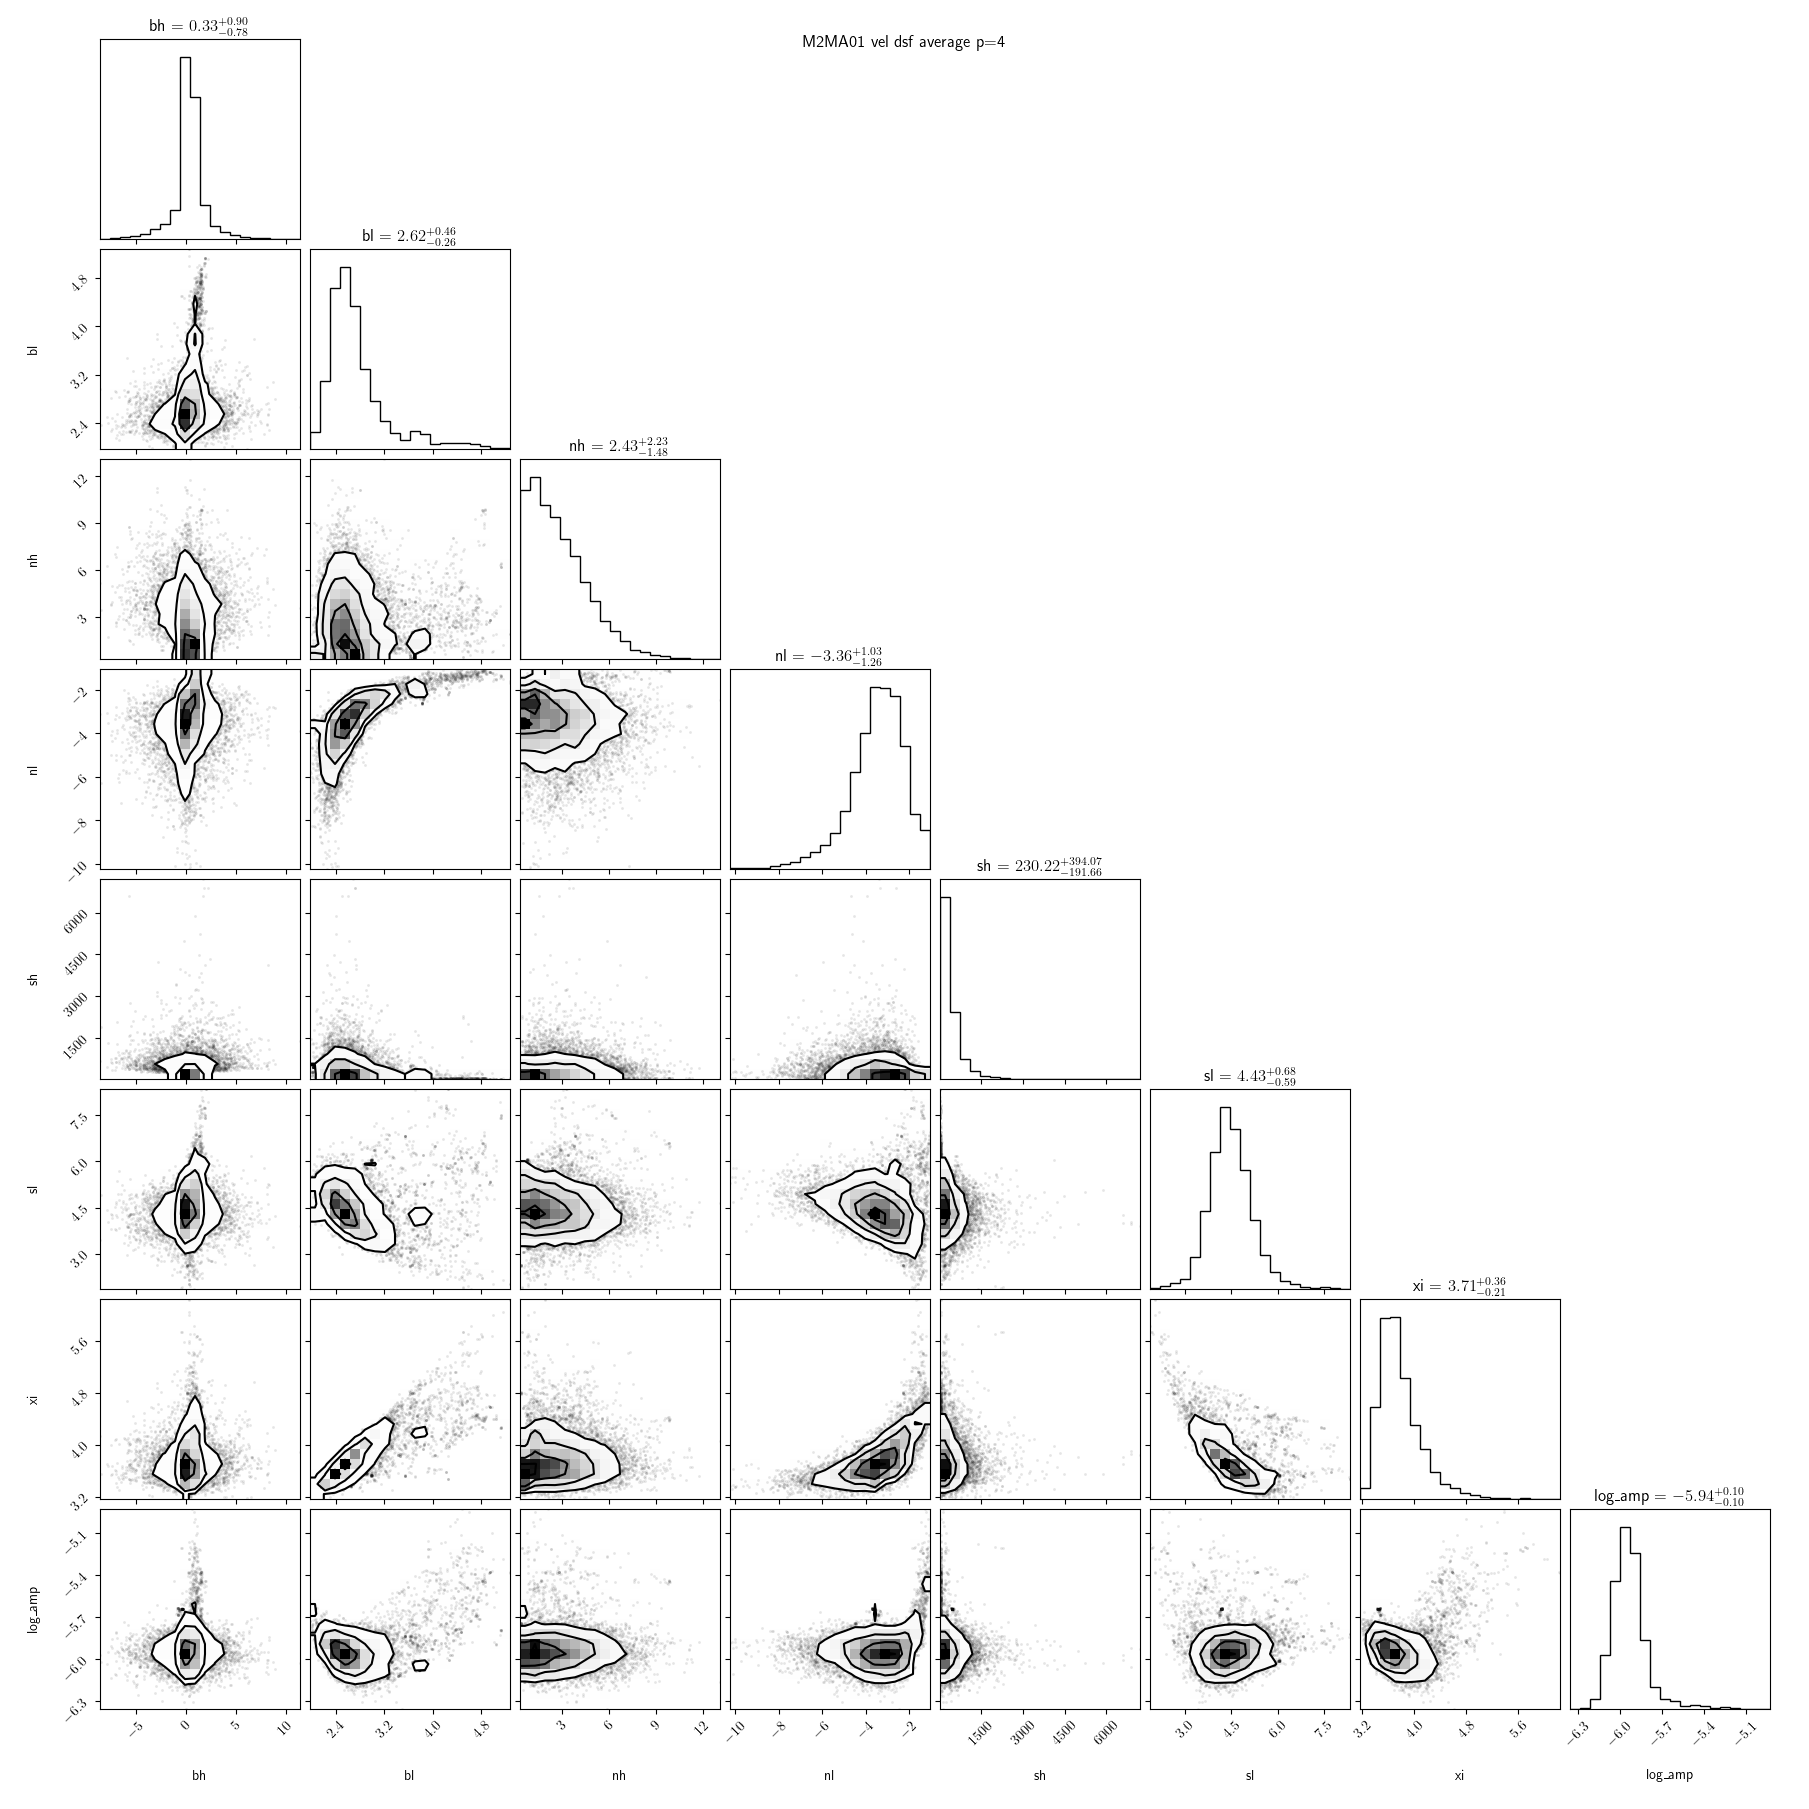 bh = 0.33^{+0.90}_{-0.78}
M2MA01 vel dsf average p=4
bl = 2.62^{+0.46}_{-0.26}
4.8
4.0
3.2
2.4
bl
nh = 2.43^{+2.23}_{-1.48}
12
9
6
3
nh
nl = −3.36^{+1.03}_{-1.26}
−2
−4
−6
−8
−10
nl
sh = 230.22^{+394.07}_{-191.66}
6000
4500
3000
1500
sh
sl = 4.43^{+0.68}_{-0.59}
7.5
6.0
4.5
3.0
sl
xi = 3.71^{+0.36}_{-0.21}
5.6
4.8
4.0
3.2
xi
log_amp = −5.94^{+0.10}_{-0.10}
−5.1
−5.4
−5.7
−6.0
−6.3
log_amp
−5 0 5 10
2.4 3.2 4.0 4.8
3 6 9 12
−10 −8 −6 −4 −2
1500 3000 4500 6000
3.0 4.5 6.0 7.5
3.2 4.0 4.8 5.6
−6.3 −6.0 −5.7 −5.4 −5.1
bh bl nh nl sh sl xi log_amp